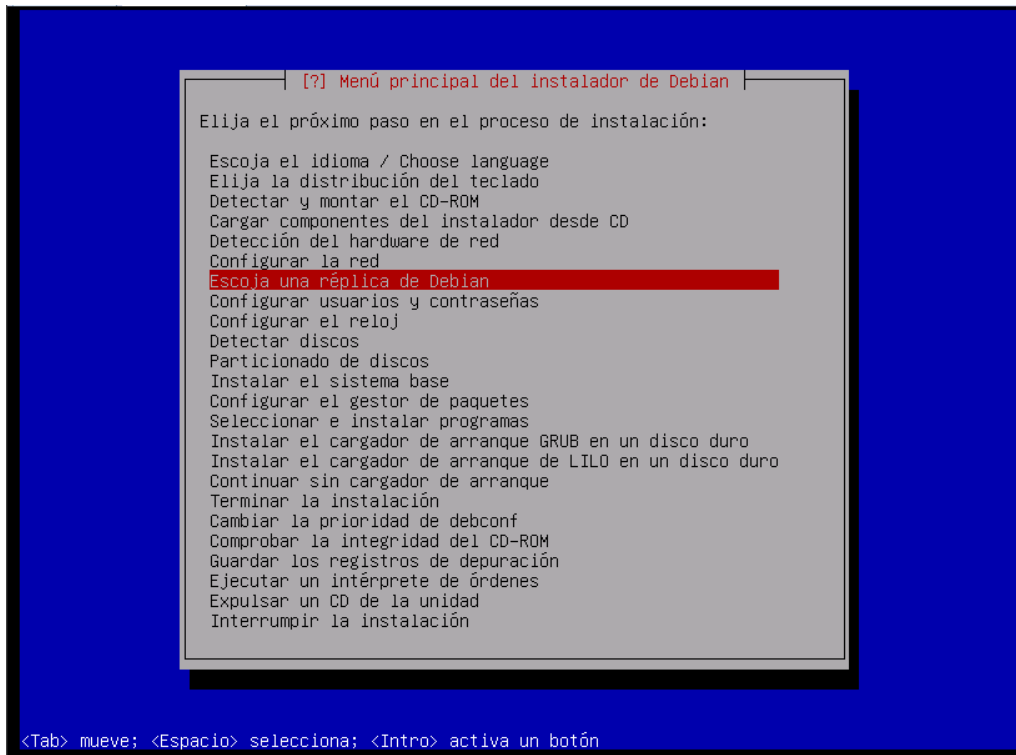 [?] Menú principal del instalador de Debian
Elija el próximo paso en el proceso de instalación:
Escoja el idioma / Choose language
Elija la distribución del teclado
Detectar y montar el CD-ROM
Cargar componentes del instalador desde CD
Detección del hardware de red
Configurar la red
Escoja una réplica de Debian
Configurar usuarios y contraseñas
Configurar el reloj
Detectar discos
Particionado de discos
Instalar el sistema base
Configurar el gestor de paquetes
Seleccionar e instalar programas
Instalar el cargador de arranque GRUB en un disco duro
Instalar el cargador de arranque de LILO en un disco duro
Continuar sin cargador de arranque
Terminar la instalación
Cambiar la prioridad de debconf
Comprobar la integridad del CD-ROM
Guardar los registros de depuración
Ejecutar un intérprete de órdenes
Expulsar un CD de la unidad
Interrumpir la instalación
<Tab> mueve; <Espacio> selecciona; <Intro> activa un botón